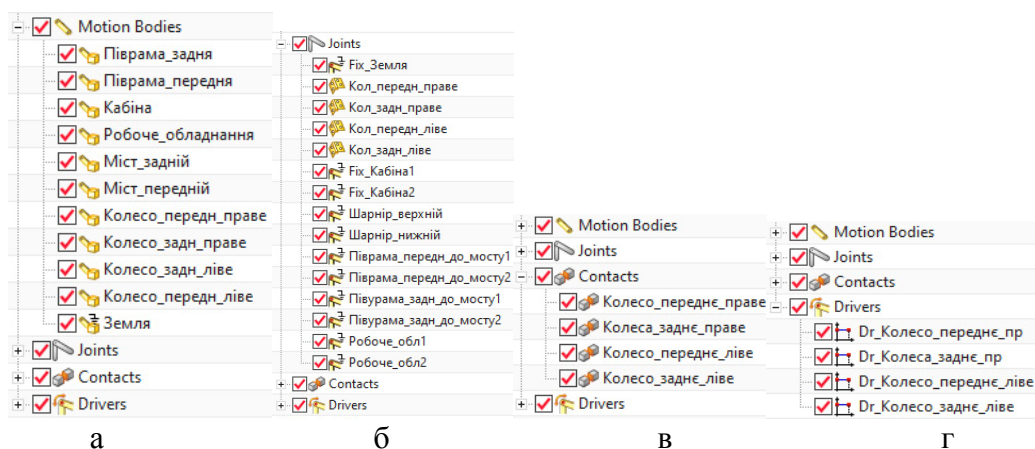 Motion Bodies
Піврама_задня
Піврама_передня
Кабіна
Робоче_обладнання
Міст_задній
Міст_передній
Колесо_передн_праве
Колесо_задн_праве
Колесо_задн_ліве
Колесо_передн_ліве
Земля
Joints
Contacts
Drivers
а
Joints
Fix_Земля
Кол_передн_праве
Кол_задн_праве
Кол_передн_ліве
Кол_задн_ліве
Fix_Кабіна1
Fix_Кабіна2
Шарнір_верхній
Шарнір_нижній
Піврама_передн_до_мосту1
Піврама_передн_до_мосту2
Півурама_задн_до_мосту1
Півурама_задн_до_мосту2
Робоче_обл1
Робоче_обл2
Contacts
Drivers
б
Motion Bodies
Joints
Contacts
Колесо_переднє_праве
Колеса_заднє_праве
Колесо_переднє_ліве
Колесо_заднє_ліве
Drivers
в
Motion Bodies
Joints
Contacts
Drivers
Dr_Колесо_переднє_пр
Dr_Колеса_заднє_пр
Dr_Колесо_переднє_ліве
Dr_Колесо_заднє_ліве
г